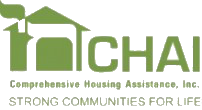 CHAI
Comprehensive Housing Assistance, Inc.
STRONG COMMUNITIES FOR LIFE